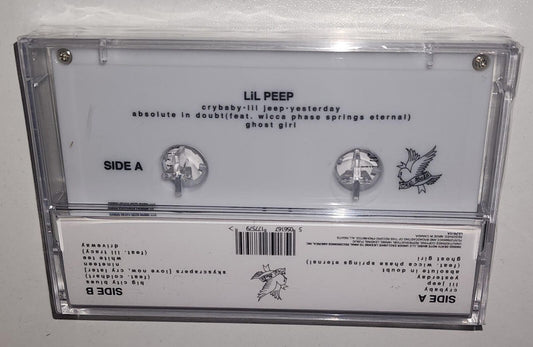 LiL PEEP
crybaby-lil jeep-yesterday
absolute in doubt(feat. wicca phase springs eternal)
ghost girl
SIDE A
SIDE A
crybaby
lil jeep
yesterday
absolute in doubt
(feat. wicca phase springs eternal)
ghost girl
SIDE B
big city blues
(feat. coldhart)
skyscrapers (love now, cry later)
nineteen
white tee
(feat. lil tracy)
driveway